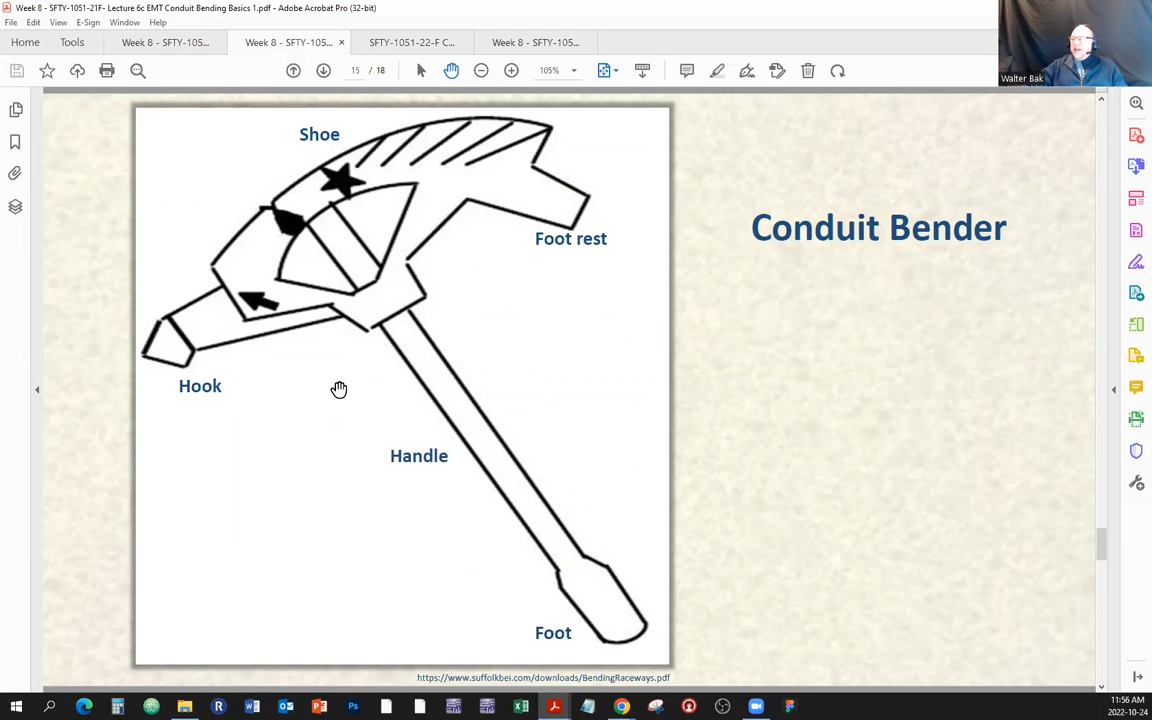 Week 8 - SFTY-1051-21F- Lecture 6c EMT Conduit Bending Basics 1.pdf - Adobe Acrobat Pro (32-bit)
File Edit View E-Sign Window Help
Home Tools Week 8 - SFTY-105... Week 8 - SFTY-105... × SFTY-1051-22-F C... Week 8 - SFTY-105...
15 / 18 105%
Walter Bak
Shoe
Conduit Bender
Foot rest
Hook
Handle
Foot
https://www.suffolkbei.com/downloads/BendingRaceways.pdf
11:56 AM
2022-10-24